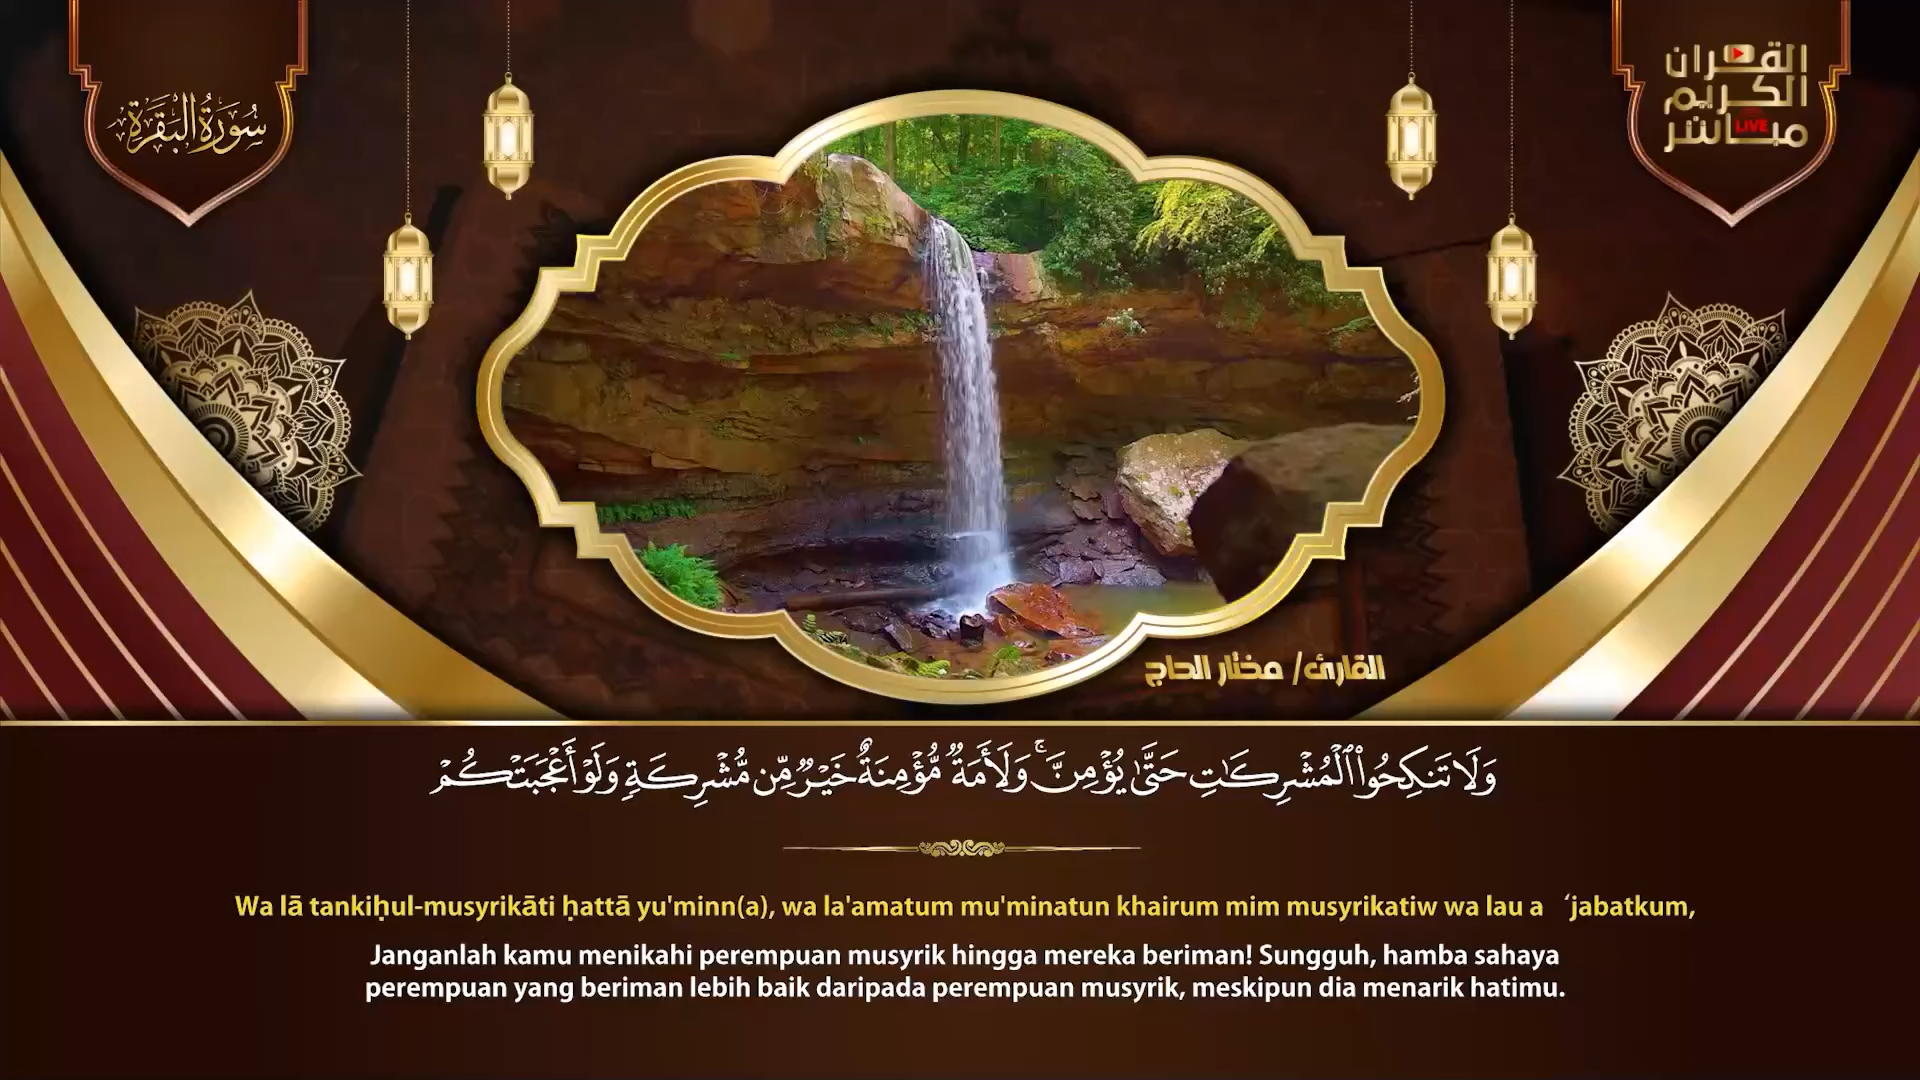 سُورَةُ البَقَرَةِ
القرآن
الكريم
مباشر
LIVE
القارئ/ مختار الحاج
وَلَا تَنكِحُوا۟ ٱلْمُشْرِكَـٰتِ حَتَّىٰ يُؤْمِنَّ ۚ وَلَأَمَةٌ مُّؤْمِنَةٌ خَيْرٌ مِّن مُّشْرِكَةٍ وَلَوْ أَعْجَبَتْكُمْ
Wa lā tankiḥul-musyrikāti ḥattā yu'minn(a), wa la'amatum mu'minatun khairum mim musyrikatiw wa lau a ‘jabatkum,
Janganlah kamu menikahi perempuan musyrik hingga mereka beriman! Sungguh, hamba sahaya
perempuan yang beriman lebih baik daripada perempuan musyrik, meskipun dia menarik hatimu.